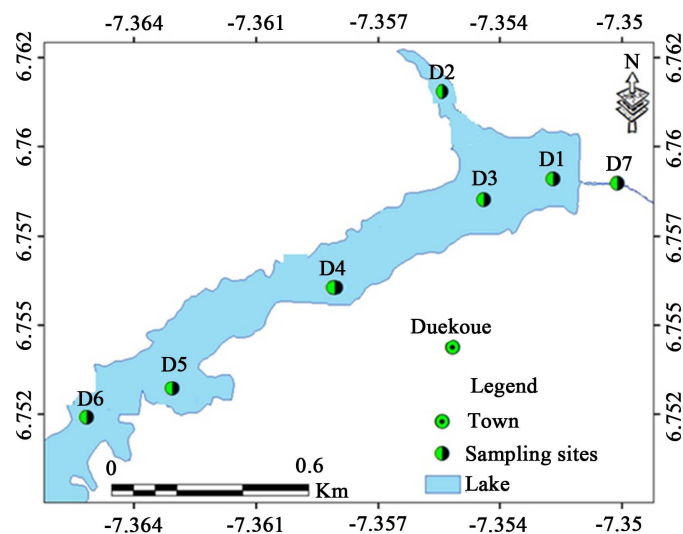 -7.364 -7.361 -7.357 -7.354 -7.35
6.762 6.762
N
D2
6.76 6.76
D1 D7
D3
6.757 6.757
D4
6.755 6.755
Duekoue
D5
Legend
D6
6.752 6.752
Town
0 0.6
Sampling sites
Km
Lake
-7.364 -7.361 -7.357 -7.354 -7.35